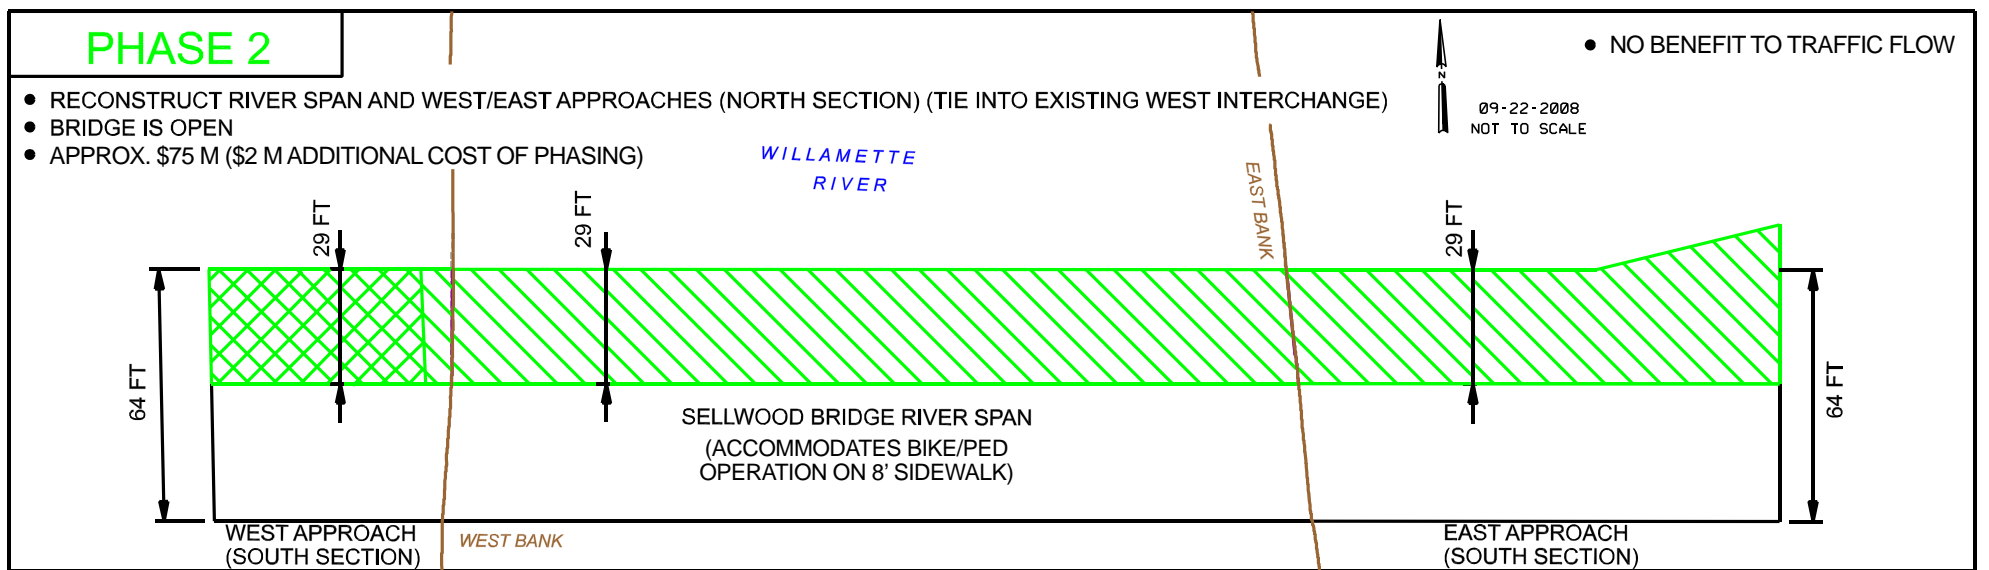 PHASE 2
• NO BENEFIT TO TRAFFIC FLOW
• RECONSTRUCT RIVER SPAN AND WEST/EAST APPROACHES (NORTH SECTION) (TIE INTO EXISTING WEST INTERCHANGE)
• BRIDGE IS OPEN
• APPROX. $75 M ($2 M ADDITIONAL COST OF PHASING)
N
09-22-2008
NOT TO SCALE
WILLAMETTE
RIVER
EAST BANK
29 FT
29 FT
29 FT
64 FT
64 FT
SELLWOOD BRIDGE RIVER SPAN
(ACCOMMODATES BIKE/PED
OPERATION ON 8' SIDEWALK)
WEST APPROACH
(SOUTH SECTION)
WEST BANK
EAST APPROACH
(SOUTH SECTION)